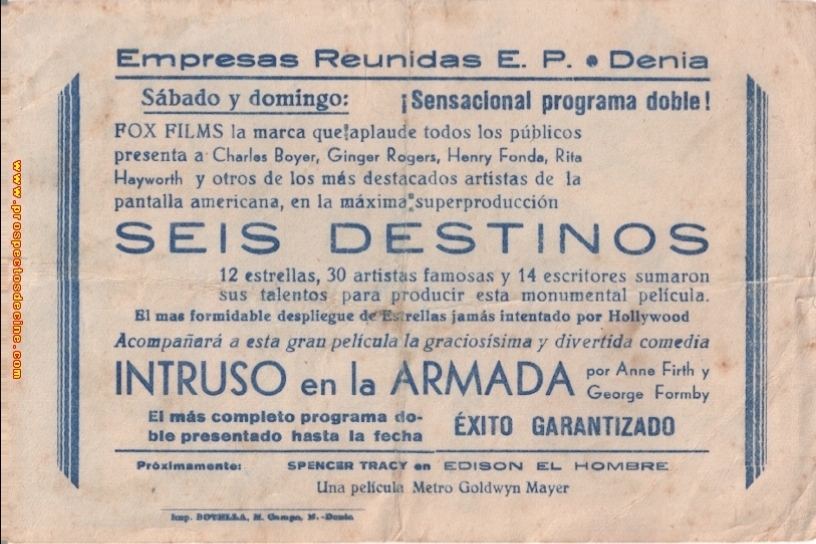 Empresas Reunidas E. P. • Denia
Sábado y domingo: ¡Sensacional programa doble!
FOX FILMS la marca que aplaude todos los públicos
presenta a Charles Boyer, Ginger Rogers, Henry Fonda, Rita
Hayworth y otros de los más destacados artistas de la
pantalla americana, en la máxima superproducción
SEIS DESTINOS
12 estrellas, 30 artistas famosas y 14 escritores sumaron
sus talentos para producir esta monumental película.
El mas formidable despliegue de Estrellas jamás intentado por Hollywood
Acompañará a esta gran película la graciosísima y divertida comedia
INTRUSO en la ARMADA por Anne Firth y
George Formby
El más completo programa do-
ble presentado hasta la fecha
ÉXITO GARANTIZADO
Próximamente: SPENCER TRACY en EDISON EL HOMBRE
Una película Metro Goldwyn Mayer
Imp. BOTELLA, M. Campo, -Denia
www.prospectosdecine.com